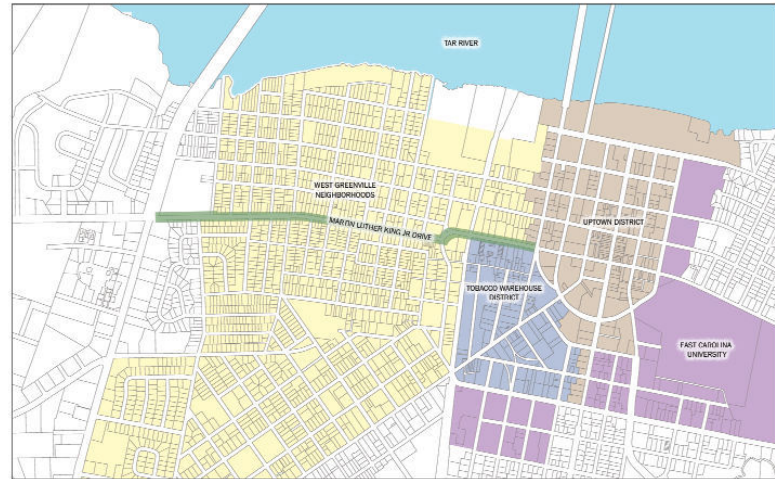 TAR RIVER
WEST GREENVILLE
NEIGHBORHOODS
MARTIN LUTHER KING JR DRIVE
UPTOWN DISTRICT
TOBACCO WAREHOUSE
DISTRICT
EAST CAROLINA
UNIVERSITY